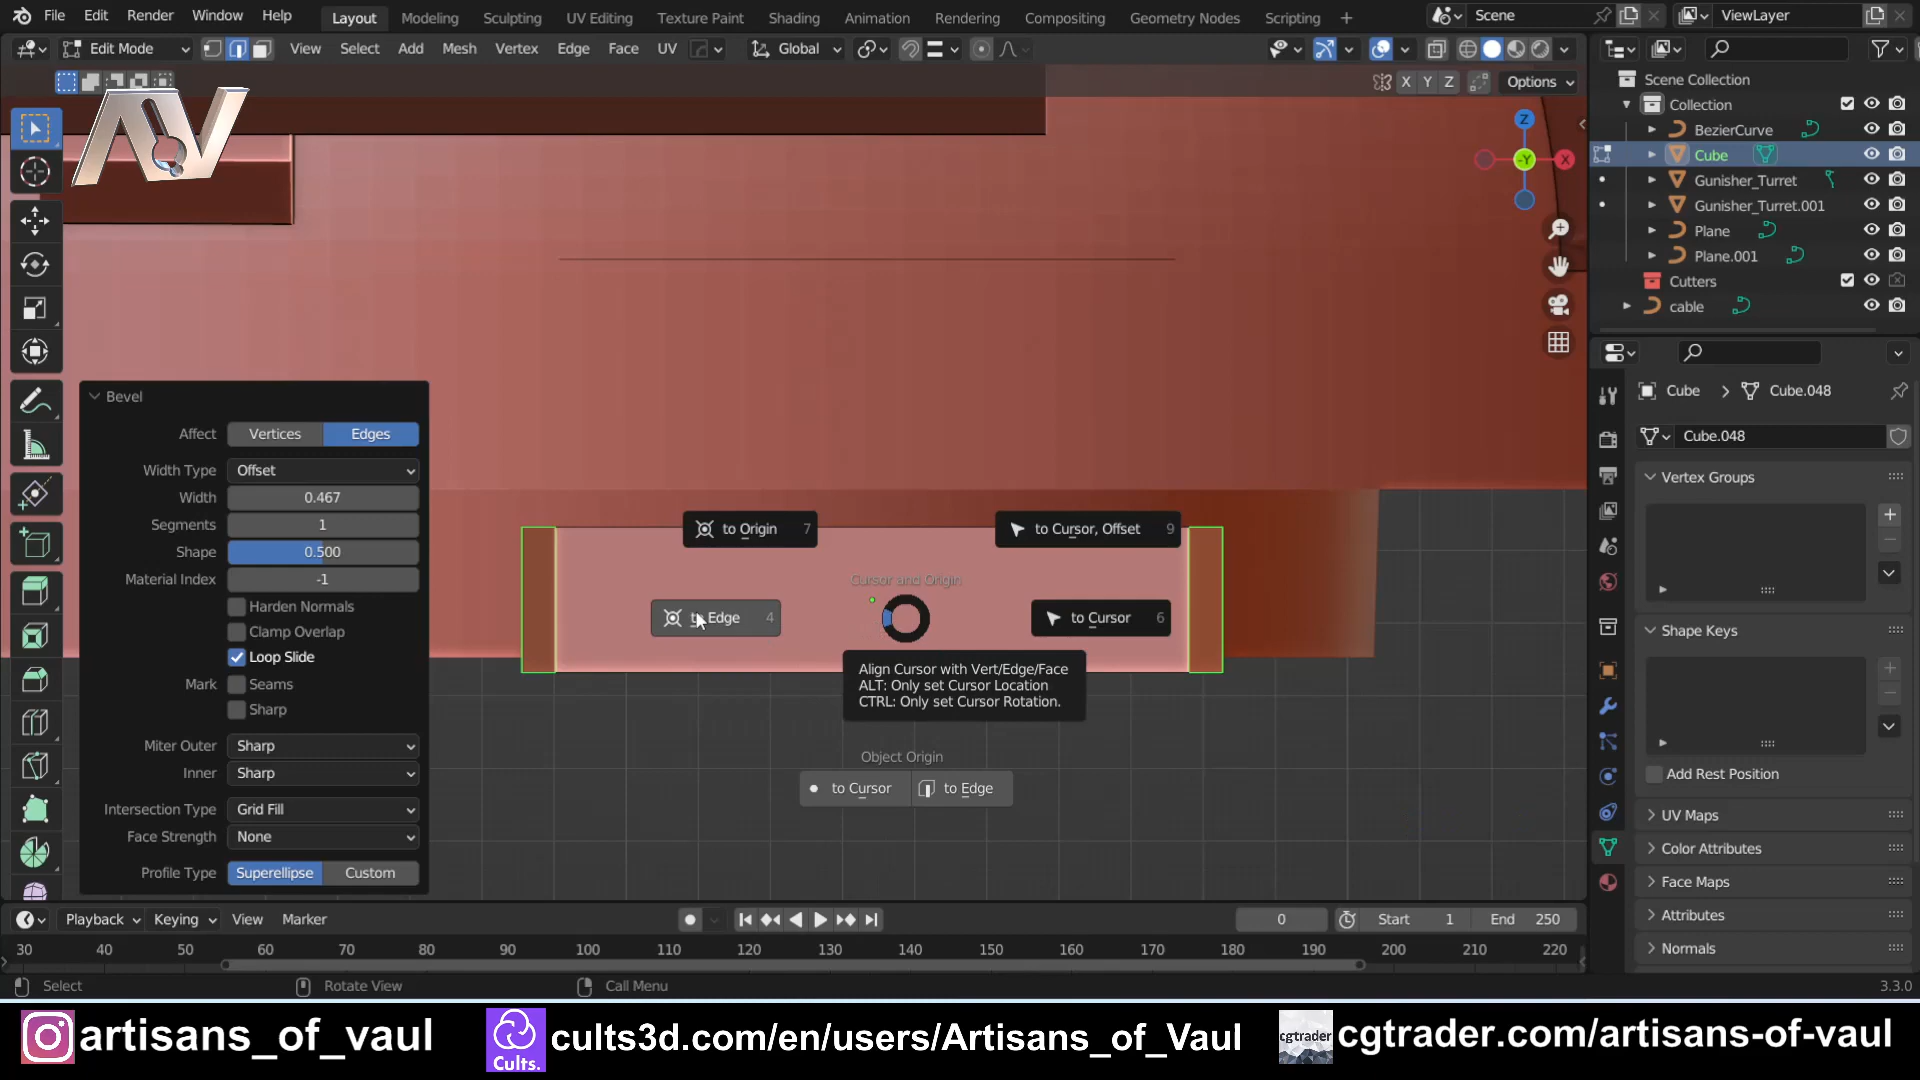 File Edit Render Window Help Layout Modeling Sculpting UV Editing Texture Paint Shading Animation Rendering Compositing Geometry Nodes Scripting + Scene ViewLayer
Edit Mode View Select Add Mesh Vertex Edge Face UV Global
X Y Z Options
AV
Z
-Y X
Scene Collection
Collection
BezierCurve
Cube
Gunisher_Turret
Gunisher_Turret.001
Plane
Plane.001
Cutters
cable
Bevel
Affect Vertices Edges
Width Type Offset
Width 0.467
Segments 1
Shape 0.500
Material Index -1
Harden Normals
Clamp Overlap
Loop Slide
Mark Seams
Sharp
Miter Outer Sharp
Inner Sharp
Intersection Type Grid Fill
Face Strength None
Profile Type Superellipse Custom
to Origin 7
to Cursor, Offset 9
Cursor and Origin
to Edge 4
to Cursor 6
Align Cursor with Vert/Edge/Face
ALT: Only set Cursor Location
CTRL: Only set Cursor Rotation.
Object Origin
to Cursor to Edge
Cube > Cube.048
Cube.048
Vertex Groups
Shape Keys
Add Rest Position
UV Maps
Color Attributes
Face Maps
Attributes
Normals
Playback Keying View Marker 0 Start 1 End 250
30 40 50 60 70 80 90 100 110 120 130 140 150 160 170 180 190 200 210 220
Select Rotate View Call Menu 3.3.0
artisans_of_vaul
Cults.
cults3d.com/en/users/Artisans_of_Vaul
cgtrader
cgtrader.com/artisans-of-vaul